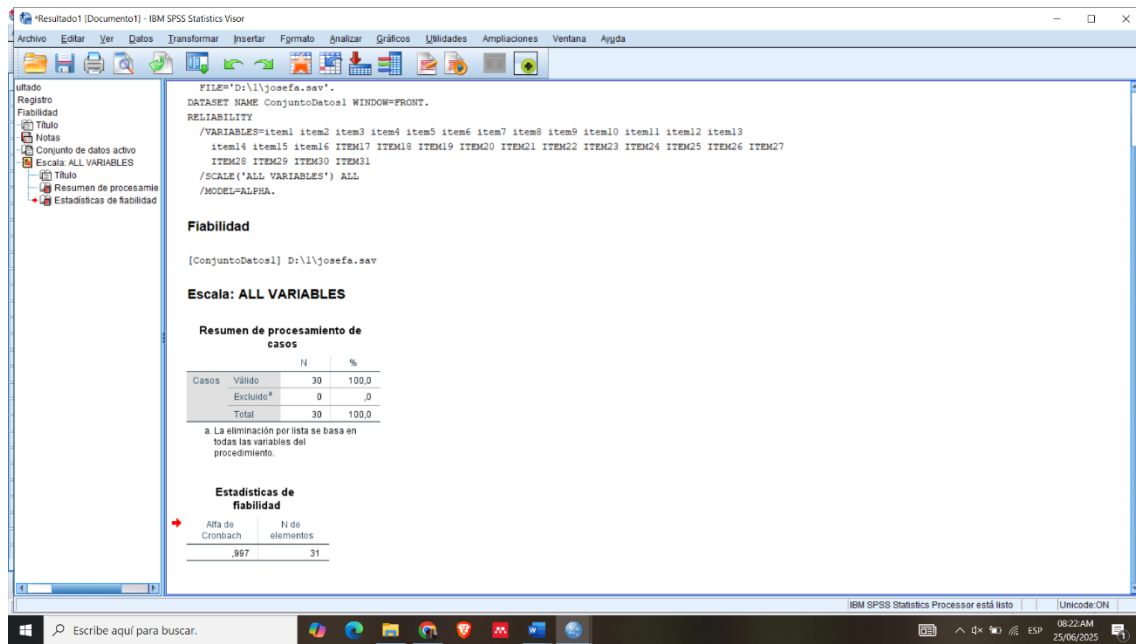 *Resultado1 [Documento1] - IBM SPSS Statistics Visor
Archivo Editar Ver Datos Transformar Insertar Formato Analizar Gráficos Utilidades Ampliaciones Ventana Ayuda
ultado
Registro
Fiabilidad
Título
Notas
Conjunto de datos activo
Escala: ALL VARIABLES
Título
Resumen de procesamie
Estadísticas de fiabilidad
FILE='D:\1\josefa.sav'.
DATASET NAME ConjuntoDatos1 WINDOW=FRONT.
RELIABILITY
/VARIABLES=item1 item2 item3 item4 item5 item6 item7 item8 item9 item10 item11 item12 item13
item14 item15 item16 ITEM17 ITEM18 ITEM19 ITEM20 ITEM21 ITEM22 ITEM23 ITEM24 ITEM25 ITEM26 ITEM27
ITEM28 ITEM29 ITEM30 ITEM31
/SCALE('ALL VARIABLES') ALL
/MODEL=ALPHA.
Fiabilidad
[ConjuntoDatos1] D:\1\josefa.sav
Escala: ALL VARIABLES
Resumen de procesamiento de
casos
N %
Casos Válido 30 100,0
Excluido^a 0 ,0
Total 30 100,0
a. La eliminación por lista se basa en
todas las variables del
procedimiento.
Estadísticas de
fiabilidad
Alfa de N de
Cronbach elementos
,997 31
IBM SPSS Statistics Processor está listo Unicode:ON
Escribe aquí para buscar.
ESP
08:22 AM
25/06/2025